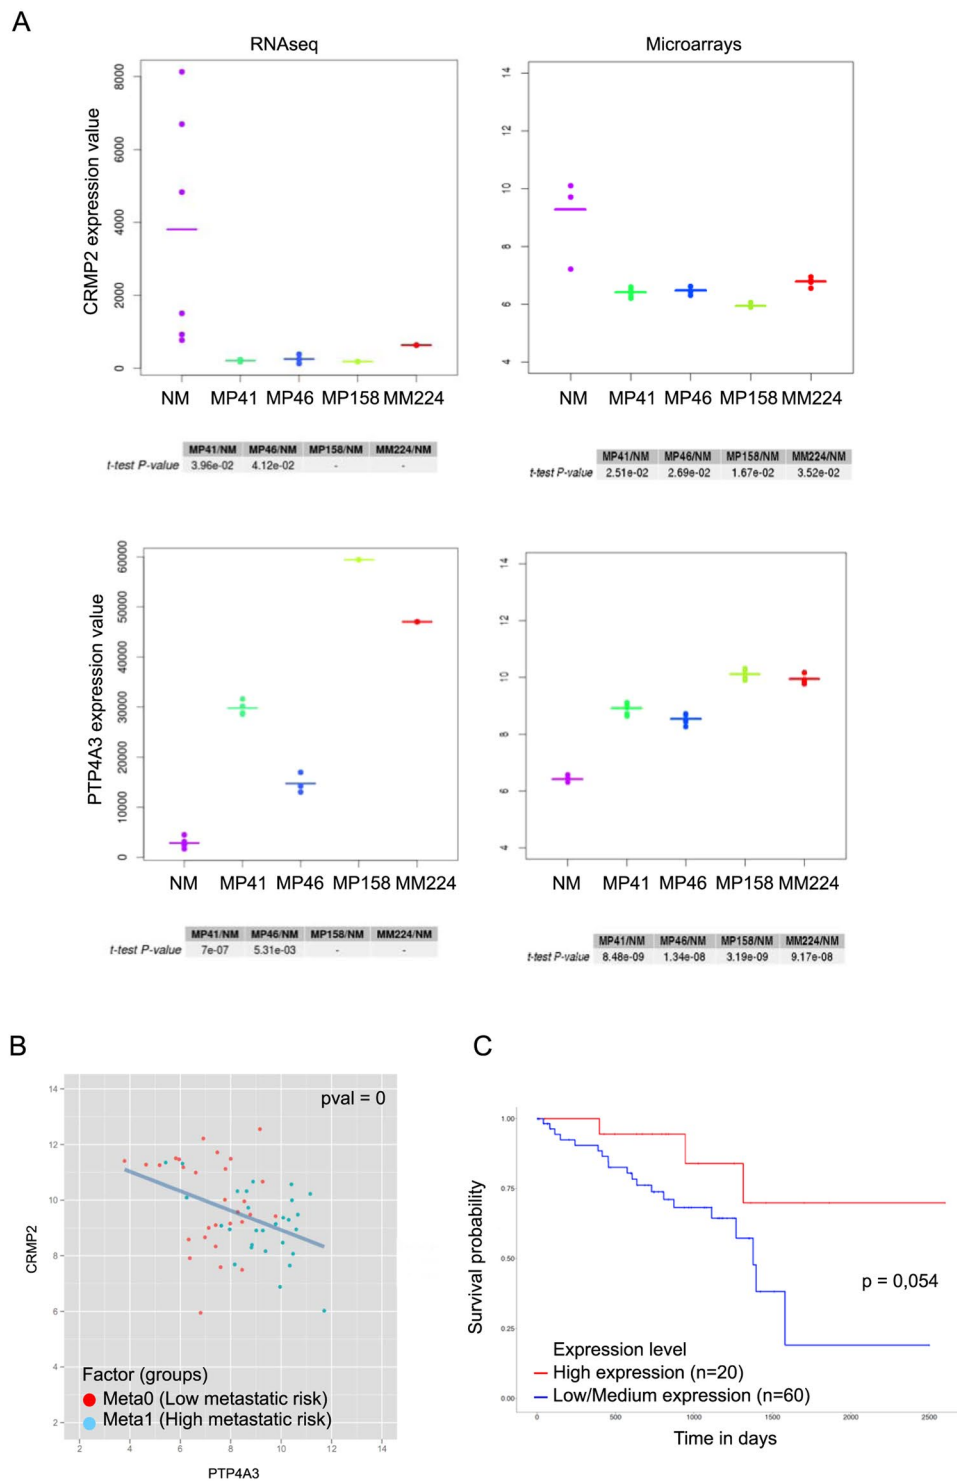 A
RNAseq
Microarrays
CRMP2 expression value
8000
6000
4000
2000
0
NM MP41 MP46 MP158 MM224
MP41/NM MP46/NM MP158/NM MM224/NM
t-test P-value 3.96e-02 4.12e-02 - -
14
12
10
8
6
4
NM MP41 MP46 MP158 MM224
MP41/NM MP46/NM MP158/NM MM224/NM
t-test P-value 2.51e-02 2.69e-02 1.67e-02 3.52e-02
PTP4A3 expression value
60000
50000
40000
30000
20000
10000
0
NM MP41 MP46 MP158 MM224
MP41/NM MP46/NM MP158/NM MM224/NM
t-test P-value 7e-07 5.31e-03 - -
14
12
10
8
6
4
NM MP41 MP46 MP158 MM224
MP41/NM MP46/NM MP158/NM MM224/NM
t-test P-value 8.48e-09 1.34e-08 3.19e-09 9.17e-08
B
CRMP2
14
12
10
8
6
4
2
pval = 0
Factor (groups)
Meta0 (Low metastatic risk)
Meta1 (High metastatic risk)
2 4 6 8 10 12 14
PTP4A3
C
Survival probability
1.00
0.75
0.50
0.25
0.00
p = 0,054
Expression level
High expression (n=20)
Low/Medium expression (n=60)
0 500 1000 1500 2000 2500
Time in days